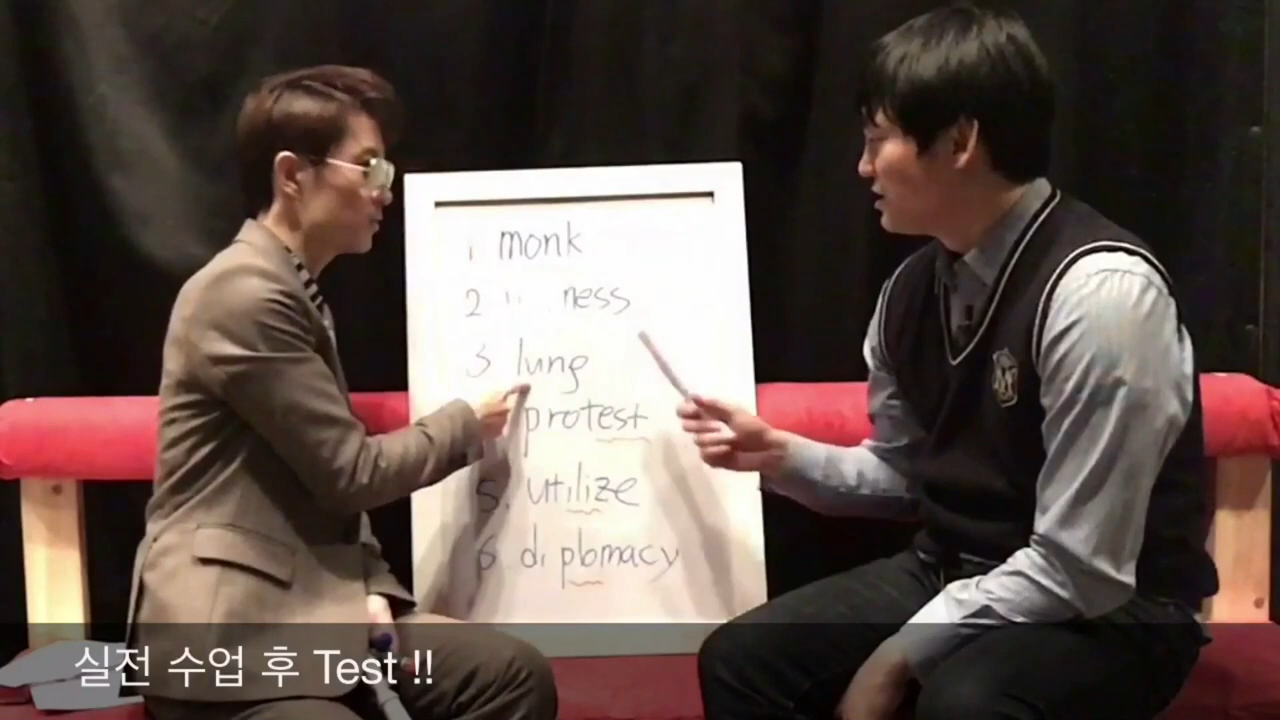 1 monk
2 ness
3 lung
protest
5. utilize
6. diplomacy
실전 수업 후 Test !!